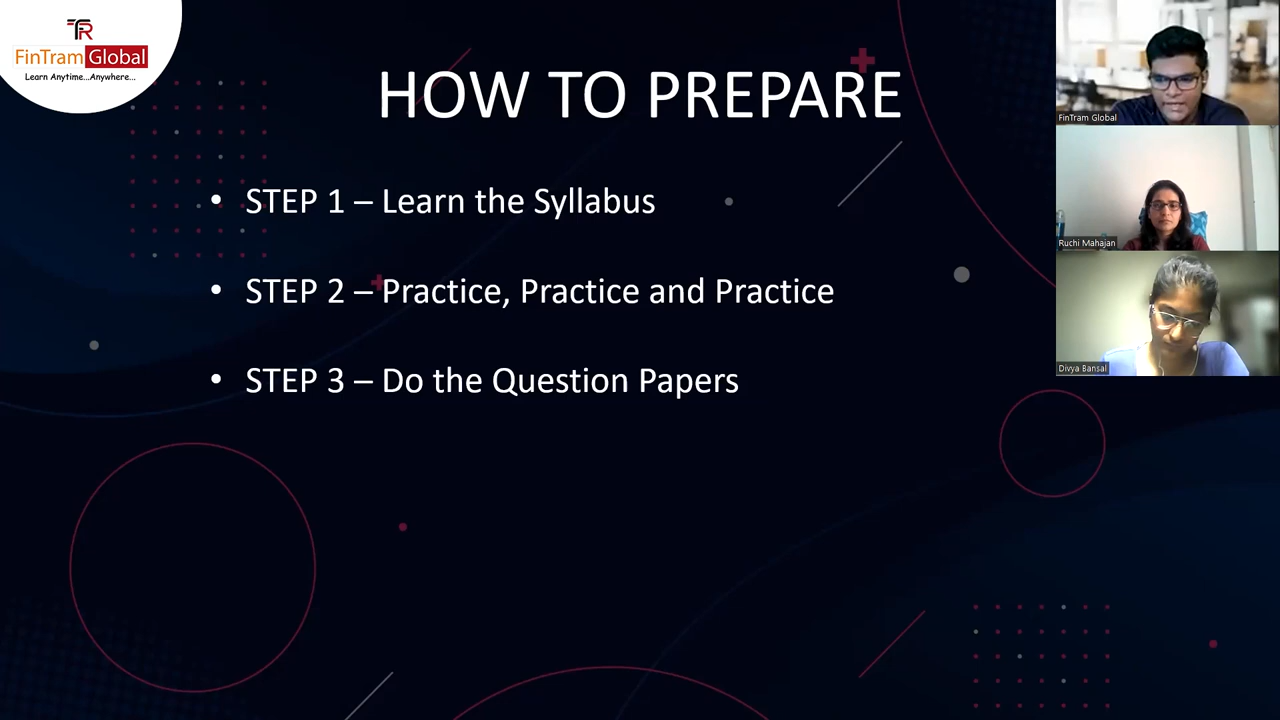 FR
FinTram Global
Learn Anytime...Anywhere...
HOW TO PREPARE
• STEP 1 – Learn the Syllabus
• STEP 2 – Practice, Practice and Practice
• STEP 3 – Do the Question Papers
FinTram Global
Ruchi Mahajan
Divya Bansal